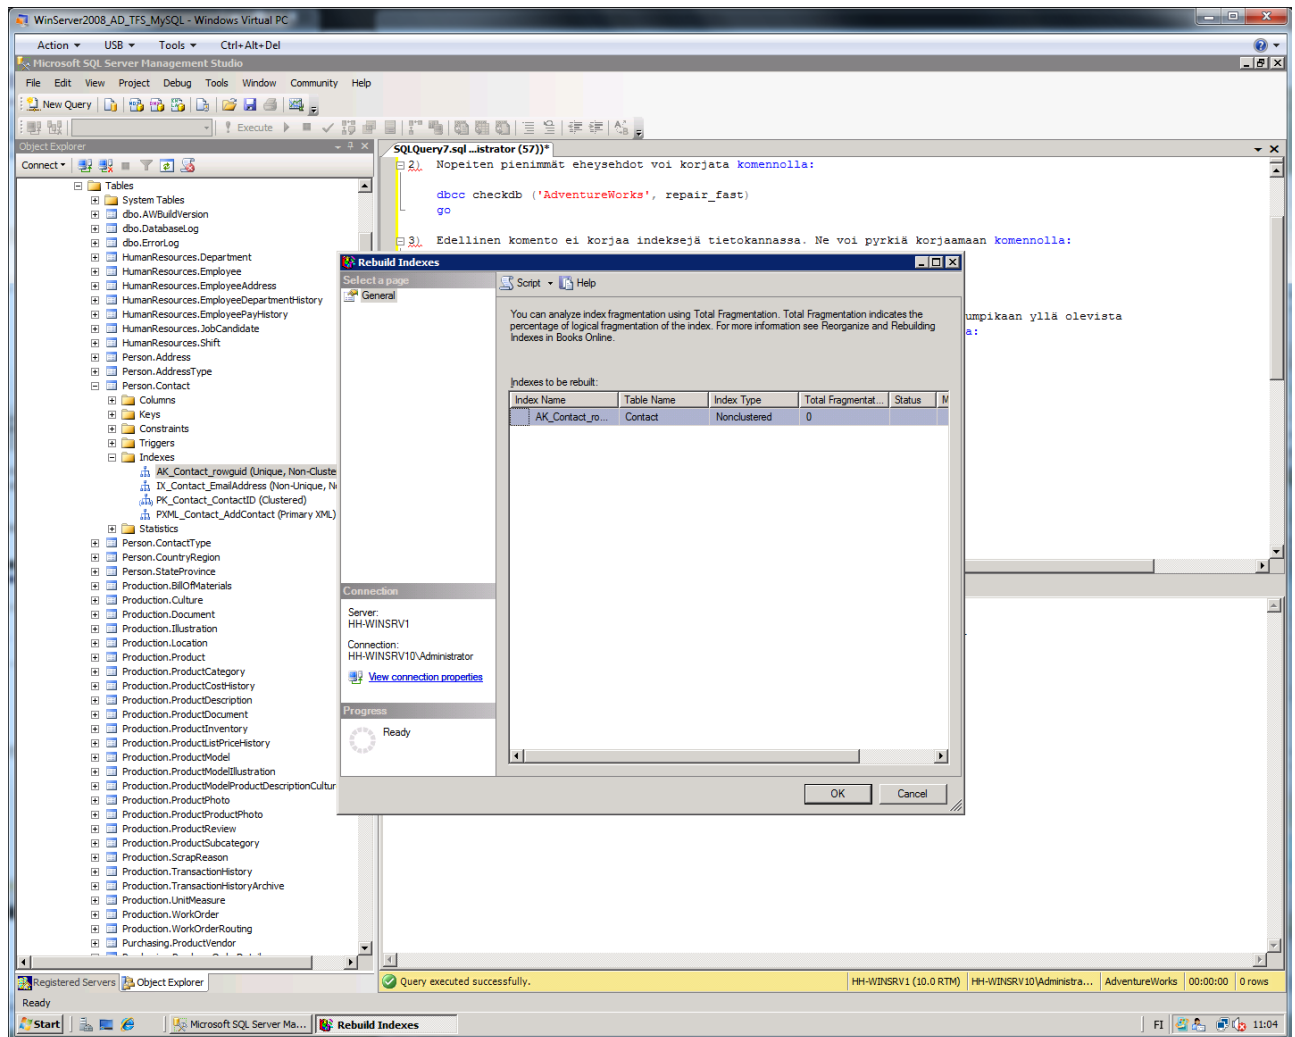 WinServer2008_AD_TFS_MySQL - Windows Virtual PC
Action USB Tools Ctrl+Alt+Del
Microsoft SQL Server Management Studio
File Edit View Project Debug Tools Window Community Help
New Query
Execute
Object Explorer
Connect
Tables
System Tables
dbo.AWBuildVersion
dbo.DatabaseLog
dbo.ErrorLog
HumanResources.Department
HumanResources.Employee
HumanResources.EmployeeAddress
HumanResources.EmployeeDepartmentHistory
HumanResources.EmployeePayHistory
HumanResources.JobCandidate
HumanResources.Shift
Person.Address
Person.AddressType
Person.Contact
Columns
Keys
Constraints
Triggers
Indexes
AK_Contact_rowguid (Unique, Non-Cluste
IX_Contact_EmailAddress (Non-Unique, N
PK_Contact_ContactID (Clustered)
PXML_Contact_AddContact (Primary XML)
Statistics
Person.ContactType
Person.CountryRegion
Person.StateProvince
Production.BillOfMaterials
Production.Culture
Production.Document
Production.Illustration
Production.Location
Production.Product
Production.ProductCategory
Production.ProductCostHistory
Production.ProductDescription
Production.ProductDocument
Production.ProductInventory
Production.ProductListPriceHistory
Production.ProductModel
Production.ProductModelIllustration
Production.ProductModelProductDescriptionCultur
Production.ProductPhoto
Production.ProductProductPhoto
Production.ProductReview
Production.ProductSubcategory
Production.ScrapReason
Production.TransactionHistory
Production.TransactionHistoryArchive
Production.UnitMeasure
Production.WorkOrder
Production.WorkOrderRouting
Purchasing.ProductVendor
Registered Servers Object Explorer
SQLQuery7.sql ...istrator (57))*
2) Nopeiten pienimmät eheysehdot voi korjata komennolla:
dbcc checkdb ('AdventureWorks', repair_fast)
go
3) Edellinen komento ei korjaa indeksejä tietokannassa. Ne voi pyrkiä korjaamaan komennolla:
umpikaan yllä olevista
a:
Rebuild Indexes
Select a page
General
Script Help
You can analyze index fragmentation using Total Fragmentation. Total Fragmentation indicates the
percentage of logical fragmentation of the index. For more information see Reorganize and Rebuilding
Indexes in Books Online.
Indexes to be rebuilt:
Index Name Table Name Index Type Total Fragmentat... Status M
AK_Contact_ro... Contact Nonclustered 0
Connection
Server:
HH-WINSRV1
Connection:
HH-WINSRV10\Administrator
View connection properties
Progress
Ready
OK Cancel
Query executed successfully. HH-WINSRV1 (10.0 RTM) HH-WINSRV10\Administra... AdventureWorks 00:00:00 0 rows
Ready
Start Microsoft SQL Server Ma... Rebuild Indexes FI 11:04